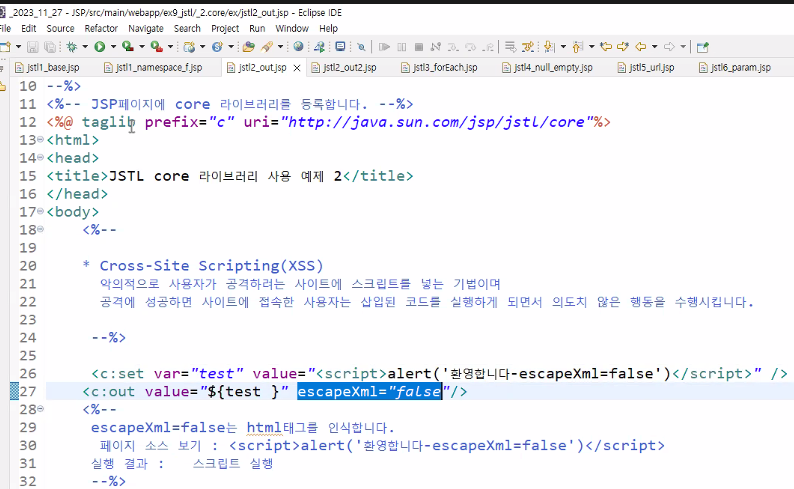 _2023_11_27 - JSP/src/main/webapp/ex9_jstl/_2.core/ex/jstl2_out.jsp - Eclipse IDE
File Edit Source Refactor Navigate Search Project Run Window Help
jstl1_base.jsp jstl1_namespace_f.jsp jstl2_out.jsp jstl2_out2.jsp jstl3_forEach.jsp jstl4_null_empty.jsp jstl5_url.jsp jstl6_param.jsp
10 --%>
11 <%-- JSP페이지에 core 라이브러리를 등록합니다. --%>
12 <%@ taglib prefix="c" uri="http://java.sun.com/jsp/jstl/core"%>
13 <html>
14 <head>
15 <title>JSTL core 라이브러리 사용 예제 2</title>
16 </head>
17 <body>
18 <%--
19
20 * Cross-Site Scripting(XSS)
21 악의적으로 사용자가 공격하려는 사이트에 스크립트를 넣는 기법이며
22 공격에 성공하면 사이트에 접속한 사용자는 삽입된 코드를 실행하게 되면서 의도치 않은 행동을 수행시킵니다.
23
24 --%>
25
26 <c:set var="test" value="<script>alert('환영합니다-escapeXml=false')</script>" />
27 <c:out value="${test }" escapeXml="false"/>
28 <%--
29 escapeXml=false는 html태그를 인식합니다.
30 페이지 소스 보기 : <script>alert('환영합니다-escapeXml=false')</script>
31 실행 결과 : 스크립트 실행
32 --%>